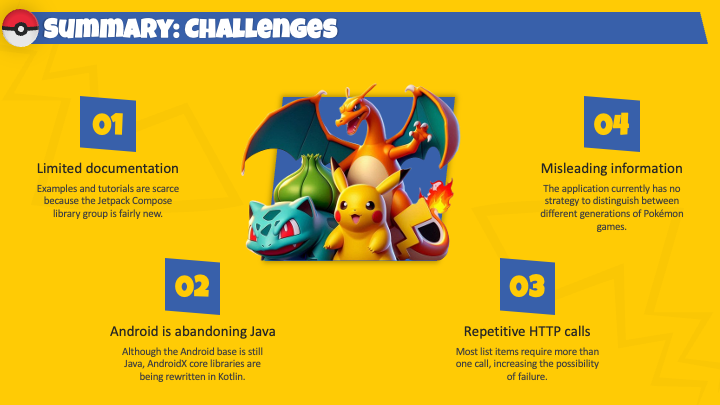 Summary: Challenges
01
Limited documentation
Examples and tutorials are scarce
because the Jetpack Compose
library group is fairly new.
02
Android is abandoning Java
Although the Android base is still
Java, AndroidX core libraries are
being rewritten in Kotlin.
03
Repetitive HTTP calls
Most list items require more than
one call, increasing the possibility
of failure.
04
Misleading information
The application currently has no
strategy to distinguish between
different generations of Pokémon
games.